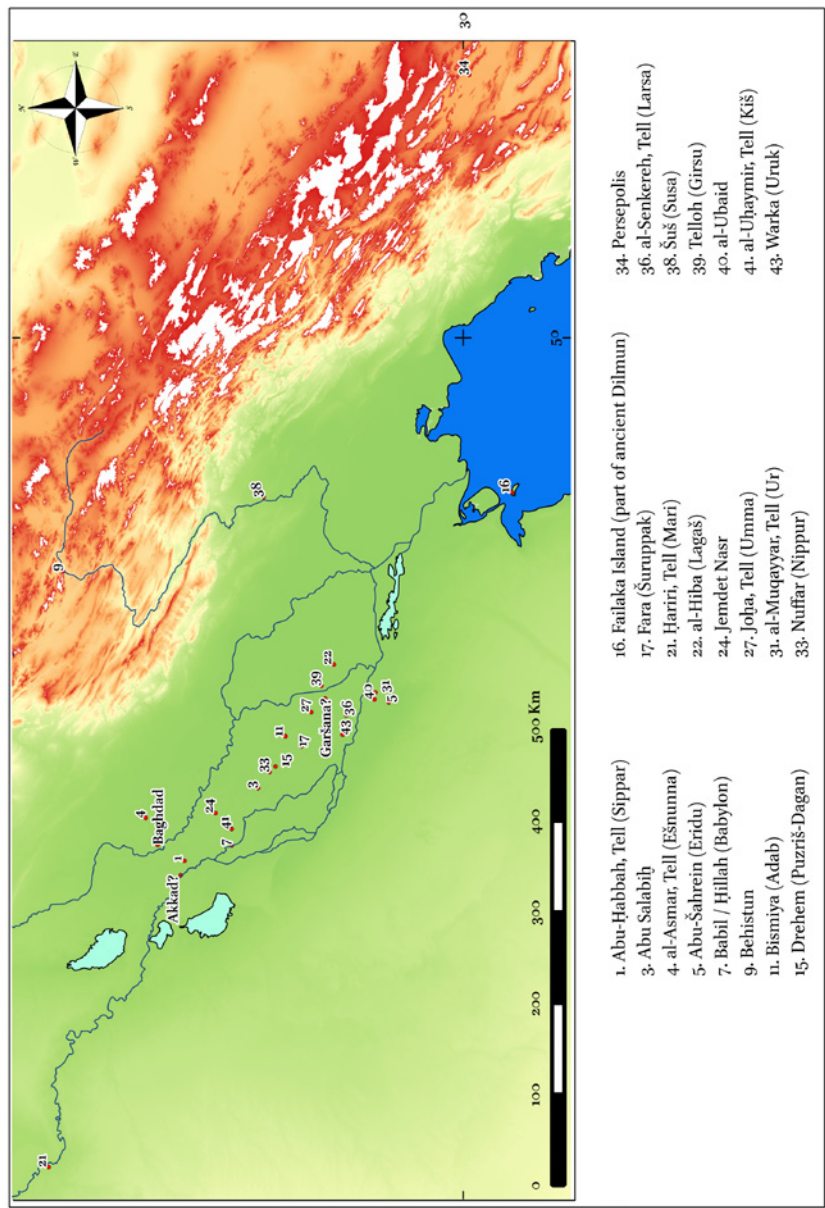 N
E
S
W
34
30
50
9
38
16
4
Baghdad
1
Akkad?
24
41
7
3
33
15
11
17
27
Garšana?
39
22
43
36
40
5
31
21
0
100
200
300
400
500 Km
1. Abu-Ḥabbah, Tell (Sippar)
3. Abu Salabiḫ
4. al-Asmar, Tell (Ešnunna)
5. Abu-Šahrein (Eridu)
7. Babil / Ḥillah (Babylon)
9. Behistun
11. Bismiya (Adab)
15. Drehem (Puzriš-Dagan)
16. Failaka Island (part of ancient Dilmun)
17. Fara (Šuruppak)
21. Ḥariri, Tell (Mari)
22. al-Hiba (Lagaš)
24. Jemdet Nasr
27. Joḫa, Tell (Umma)
31. al-Muqayyar, Tell (Ur)
33. Nuffar (Nippur)
34. Persepolis
36. al-Senkereh, Tell (Larsa)
38. Šuš (Susa)
39. Telloh (Girsu)
40. al-Ubaid
41. al-Uḥaymir, Tell (Kiš)
43. Warka (Uruk)